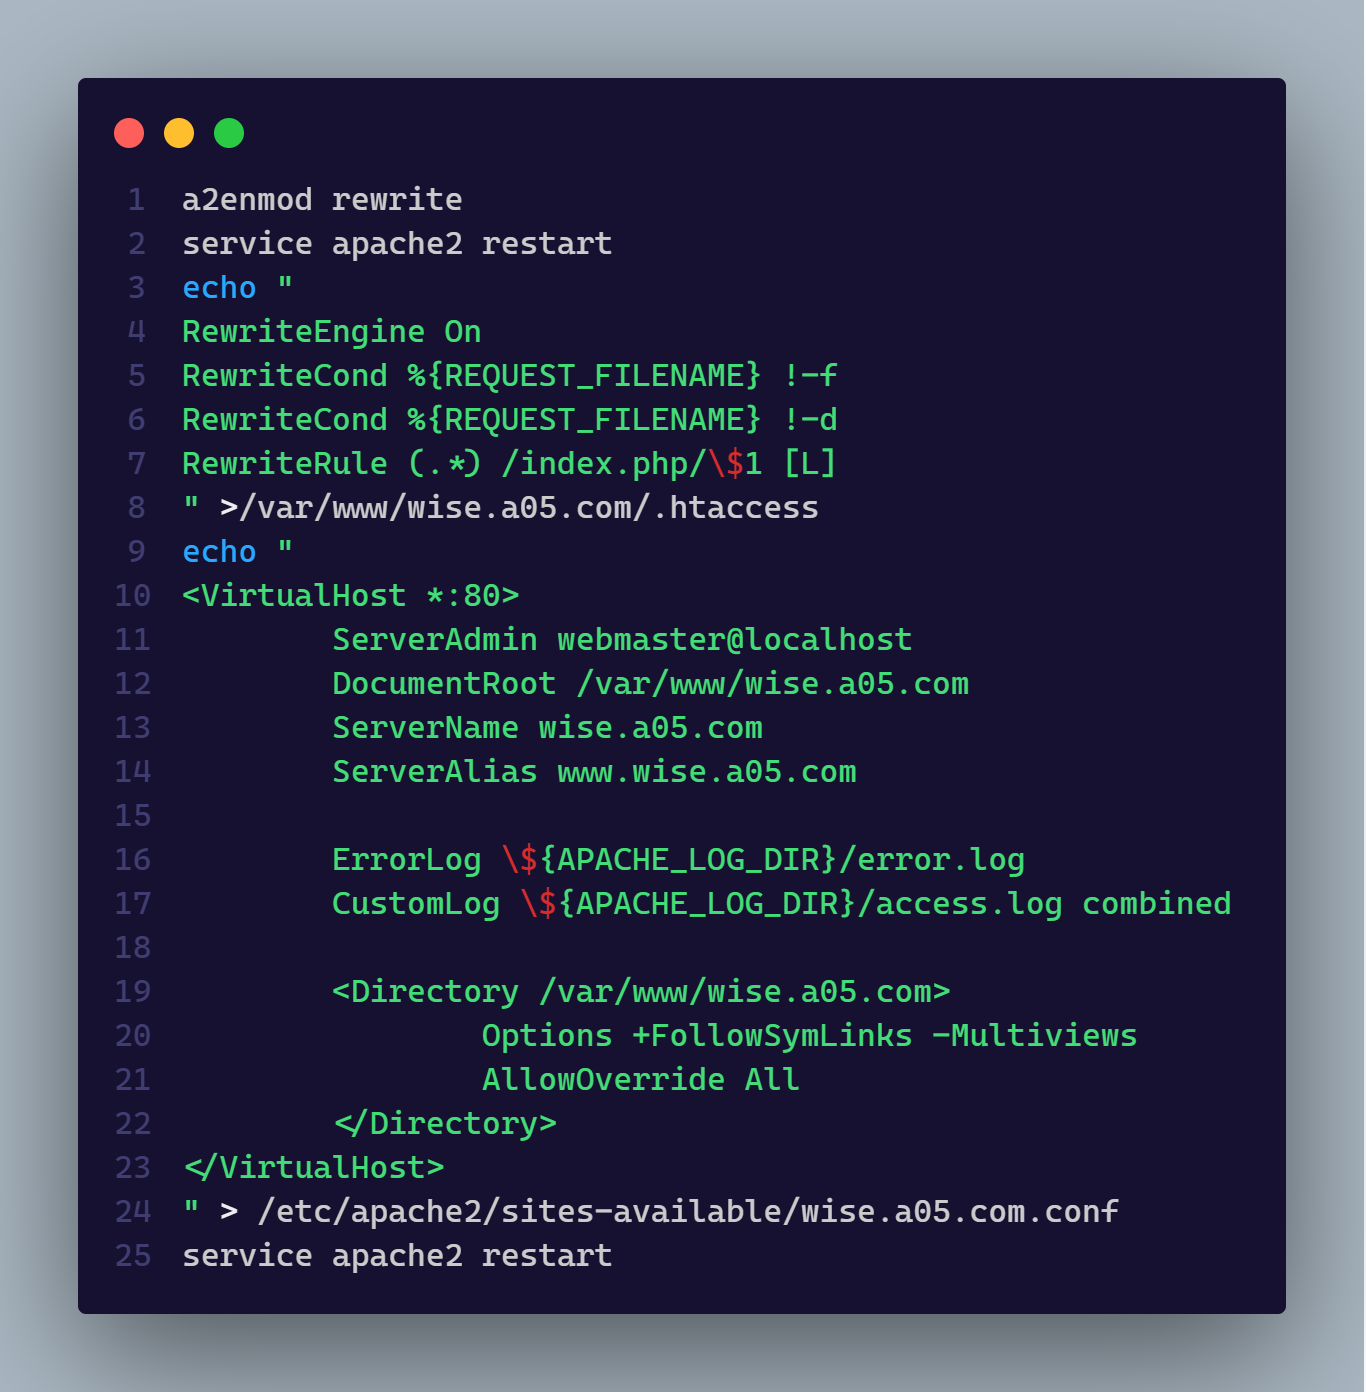 1 a2enmod rewrite
2 service apache2 restart
3 echo "
4 RewriteEngine On
5 RewriteCond %{REQUEST_FILENAME} !-f
6 RewriteCond %{REQUEST_FILENAME} !-d
7 RewriteRule (.*) /index.php/\$1 [L]
8 " >/var/www/wise.a05.com/.htaccess
9 echo "
10 <VirtualHost *:80>
11         ServerAdmin webmaster@localhost
12         DocumentRoot /var/www/wise.a05.com
13         ServerName wise.a05.com
14         ServerAlias www.wise.a05.com
15
16         ErrorLog \${APACHE_LOG_DIR}/error.log
17         CustomLog \${APACHE_LOG_DIR}/access.log combined
18
19         <Directory /var/www/wise.a05.com>
20                 Options +FollowSymLinks -Multiviews
21                 AllowOverride All
22         </Directory>
23 </VirtualHost>
24 " > /etc/apache2/sites-available/wise.a05.com.conf
25 service apache2 restart